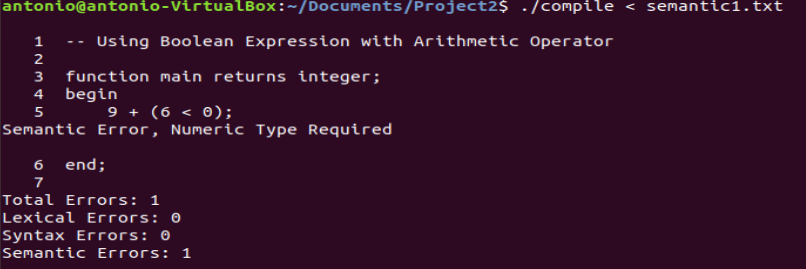 antonio@antonio-VirtualBox:~/Documents/Project2$ ./compile < semantic1.txt
1 -- Using Boolean Expression with Arithmetic Operator
2
3 function main returns integer;
4 begin
5 9 + (6 < 0);
Semantic Error, Numeric Type Required
6 end;
7
Total Errors: 1
Lexical Errors: 0
Syntax Errors: 0
Semantic Errors: 1